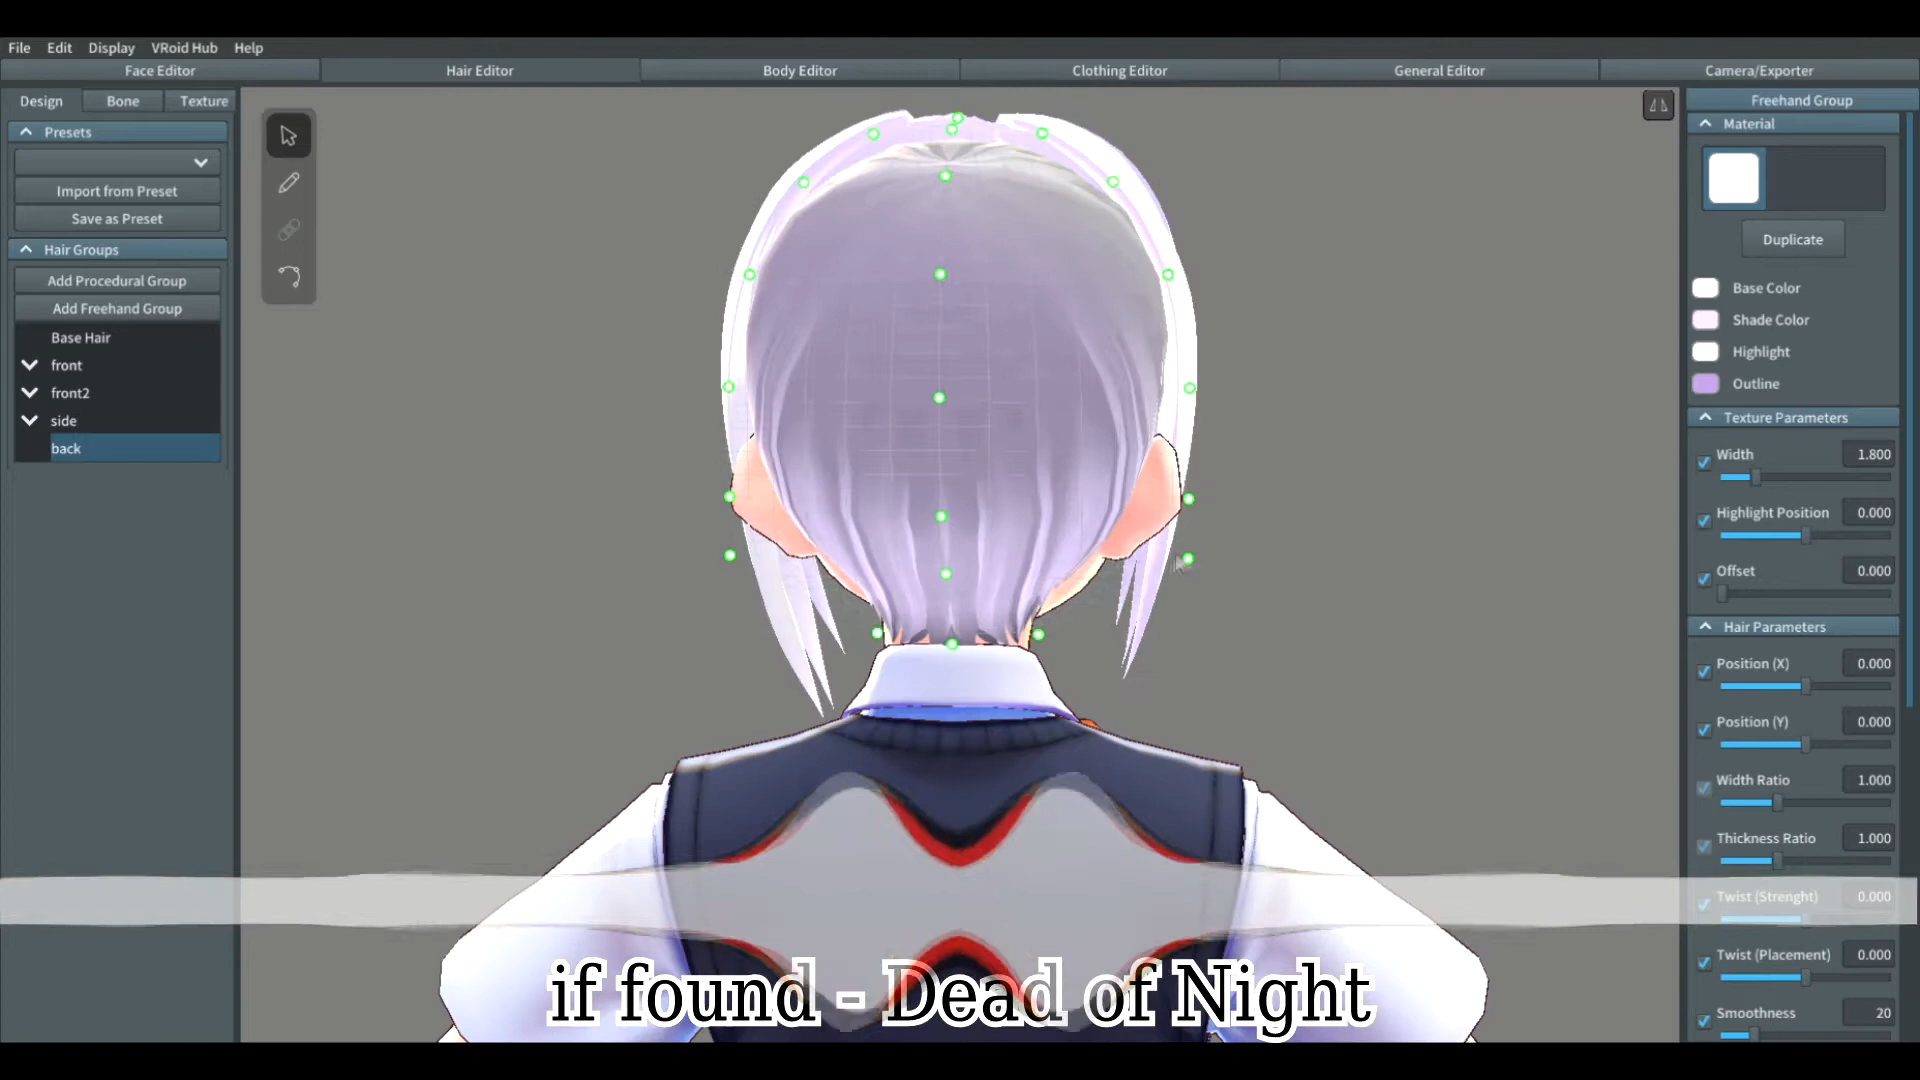 File Edit Display VRoid Hub Help
Face Editor Hair Editor Body Editor Clothing Editor General Editor Camera/Exporter
Design Bone Texture
Presets
Import from Preset
Save as Preset
Hair Groups
Add Procedural Group
Add Freehand Group
Base Hair
front
front2
side
back
Freehand Group
Material
Duplicate
Base Color
Shade Color
Highlight
Outline
Texture Parameters
Width 1.800
Highlight Position 0.000
Offset 0.000
Hair Parameters
Position (X) 0.000
Position (Y) 0.000
Width Ratio 1.000
Thickness Ratio 1.000
Twist (Strenght) 0.000
Twist (Placement) 0.000
Smoothness 20
if found - Dead of Night